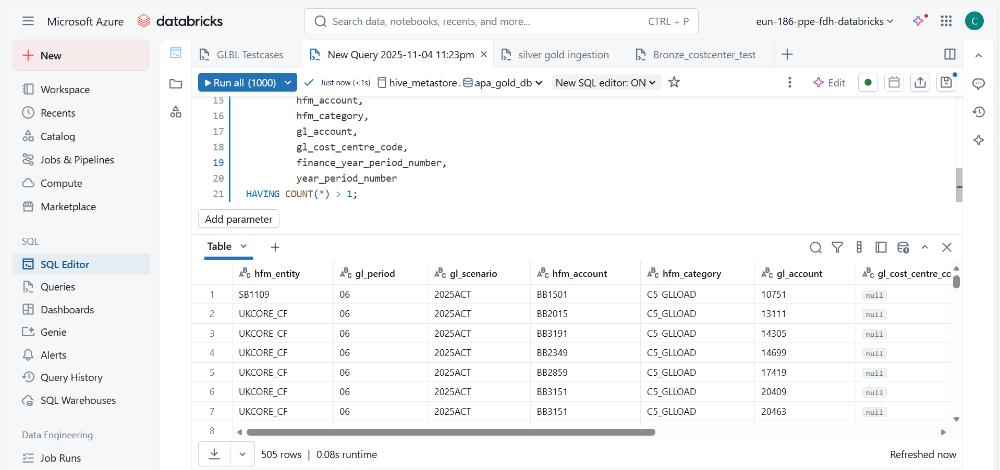 Microsoft Azure databricks Search data, notebooks, recents, and more... CTRL + P eun-186-ppe-fdh-databricks C
New
Workspace
Recents
Catalog
Jobs & Pipelines
Compute
Marketplace
SQL
SQL Editor
Queries
Dashboards
Genie
Alerts
Query History
SQL Warehouses
Data Engineering
Job Runs
GLBL Testcases New Query 2025-11-04 11:23pm silver gold ingestion Bronze_costcenter_test
Run all (1000) Just now (<1s) hive_metastore. apa_gold_db New SQL editor: ON Edit
15 hfm_account,
16 hfm_category,
17 gl_account,
18 gl_cost_centre_code,
19 finance_year_period_number,
20 year_period_number
21 HAVING COUNT(*) > 1;
Add parameter
Table
hfm_entity gl_period gl_scenario hfm_account hfm_category gl_account gl_cost_centre_co
1 SB1109 06 2025ACT BB1501 C5_GLLOAD 10751 null
2 UKCORE_CF 06 2025ACT BB2015 C5_GLLOAD 13111 null
3 UKCORE_CF 06 2025ACT BB3191 C5_GLLOAD 14305 null
4 UKCORE_CF 06 2025ACT BB2349 C5_GLLOAD 14699 null
5 UKCORE_CF 06 2025ACT BB2859 C5_GLLOAD 17419 null
6 UKCORE_CF 06 2025ACT BB3151 C5_GLLOAD 20409 null
7 UKCORE_CF 06 2025ACT BB3151 C5_GLLOAD 20463 null
8
505 rows | 0.08s runtime Refreshed now